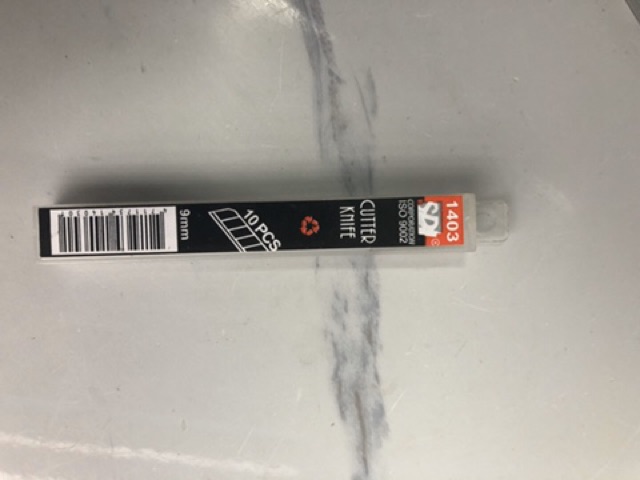 1403
SDI®
CORPORATION
ISO 9002
CUTTER
KNIFE
10 PCS
9mm